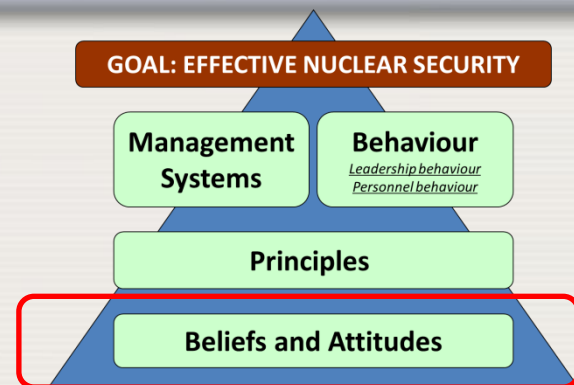 GOAL: EFFECTIVE NUCLEAR SECURITY
Management
Systems
Behaviour
Leadership behaviour
Personnel behaviour
Principles
Beliefs and Attitudes